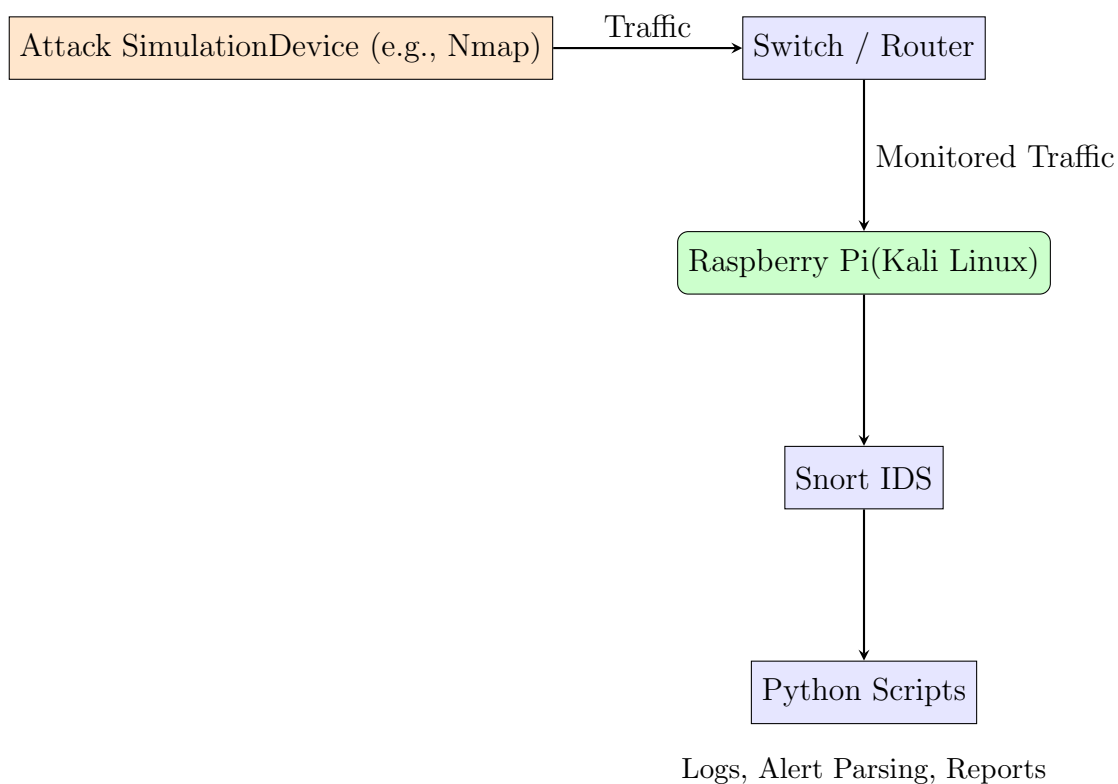 Attack SimulationDevice (e.g., Nmap)
Traffic
Switch / Router
Monitored Traffic
Raspberry Pi(Kali Linux)
Snort IDS
Python Scripts
Logs, Alert Parsing, Reports